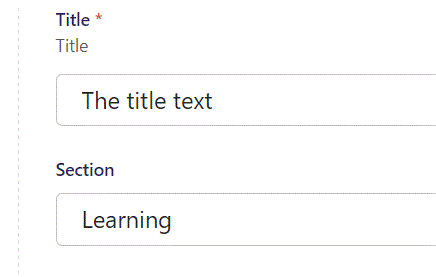 Title *
Title
The title text
Section
Learning